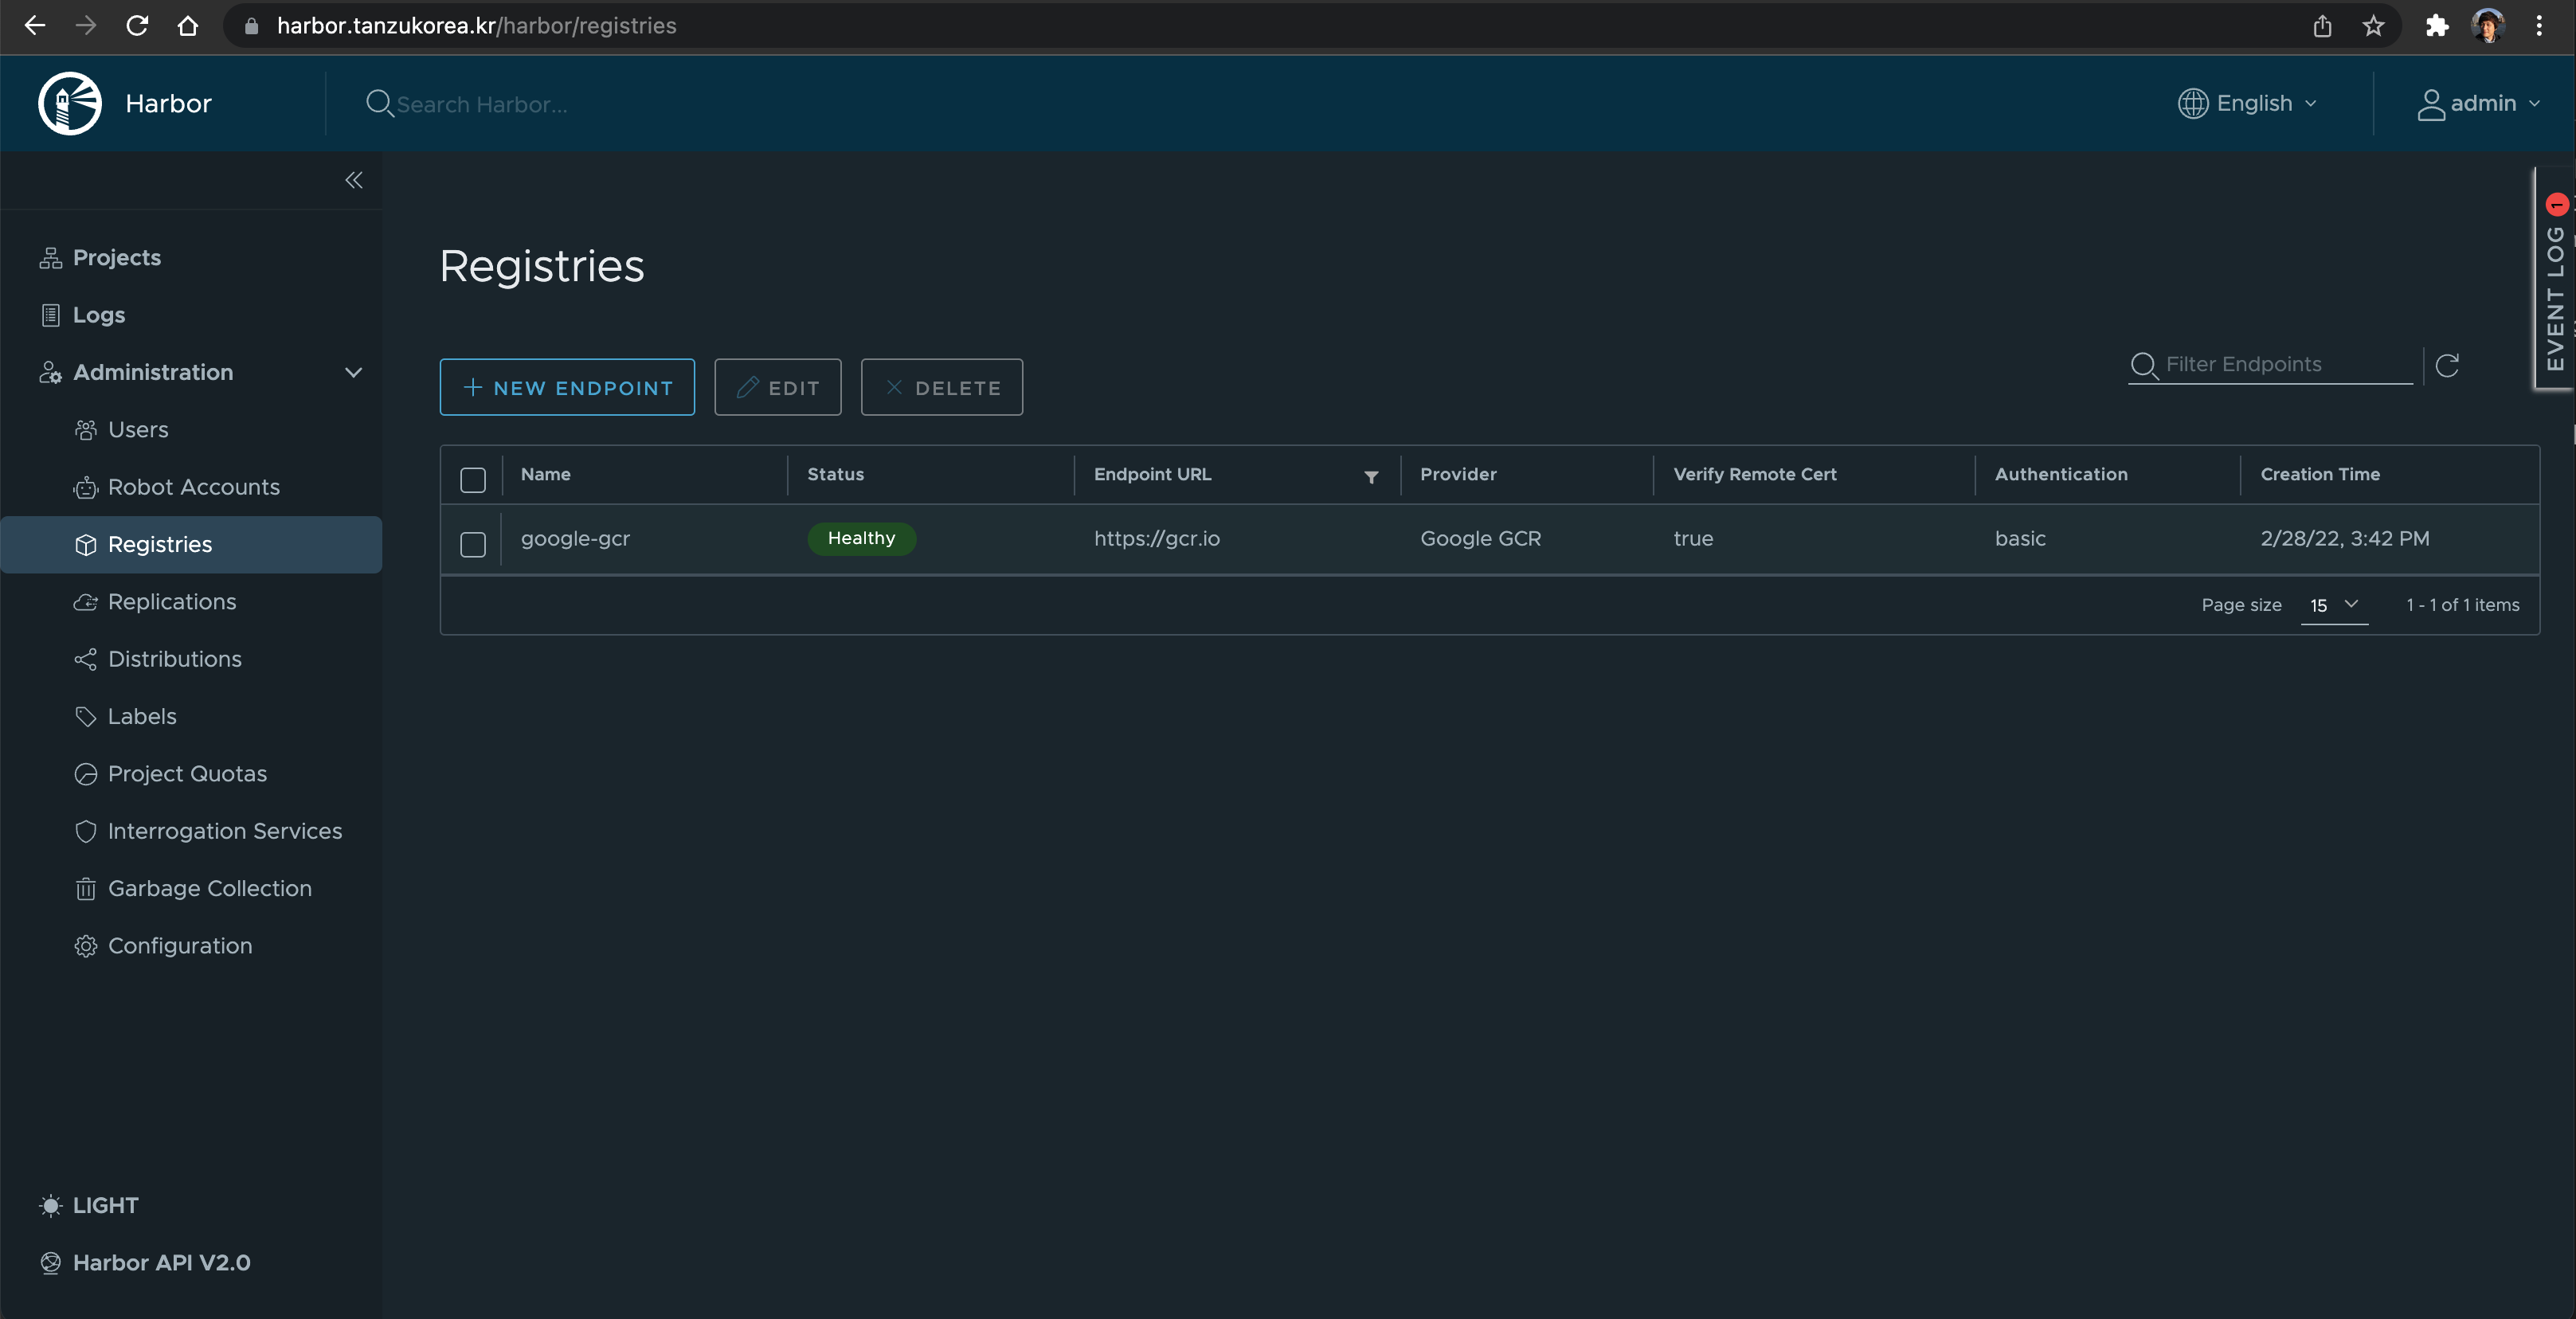 harbor.tanzukorea.kr/harbor/registries
Harbor
Search Harbor...
English
admin
Projects
Logs
Administration
Users
Robot Accounts
Registries
Replications
Distributions
Labels
Project Quotas
Interrogation Services
Garbage Collection
Configuration
LIGHT
Harbor API V2.0
Registries
NEW ENDPOINT
EDIT
DELETE
Filter Endpoints
Name Status Endpoint URL Provider Verify Remote Cert Authentication Creation Time
google-gcr Healthy https://gcr.io Google GCR true basic 2/28/22, 3:42 PM
Page size 15 1 - 1 of 1 items
EVENT LOG 1